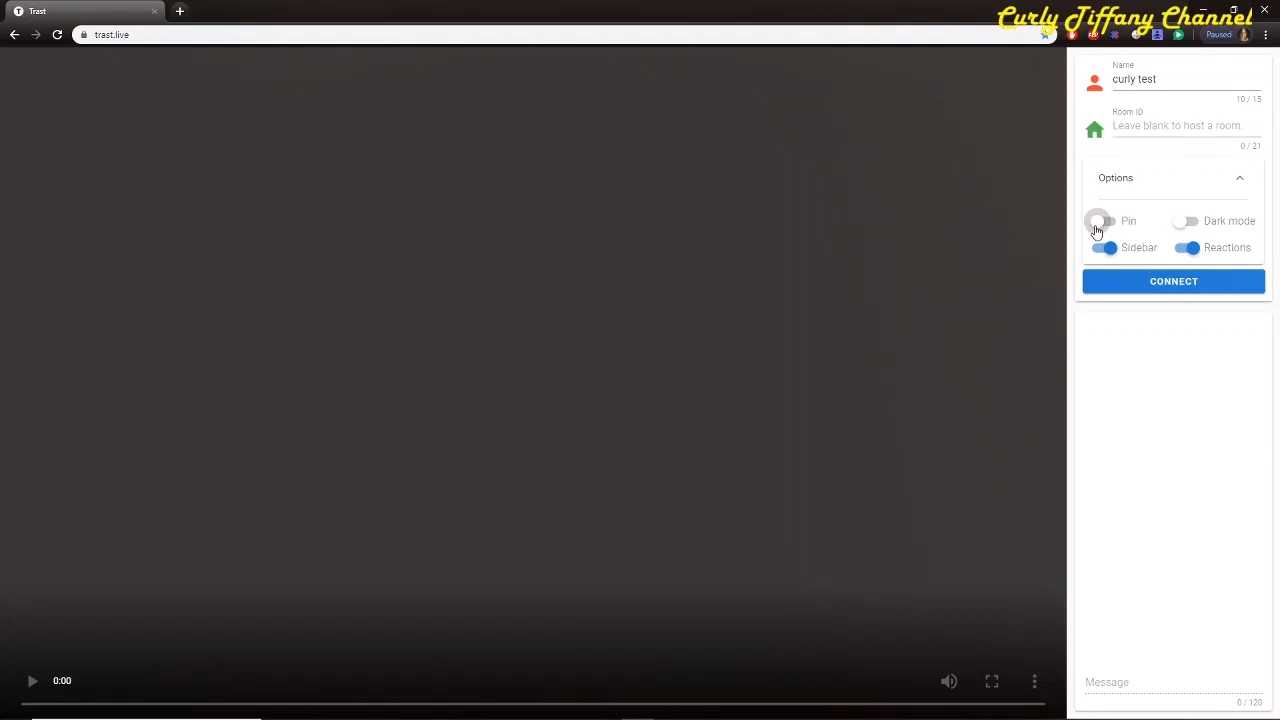 Trast
Curly Tiffany Channel
trast.live
Paused
Name
curly test
10 / 15
Room ID
Leave blank to host a room.
0 / 21
Options
Pin
Dark mode
Sidebar
Reactions
CONNECT
0:00
Message
0 / 120